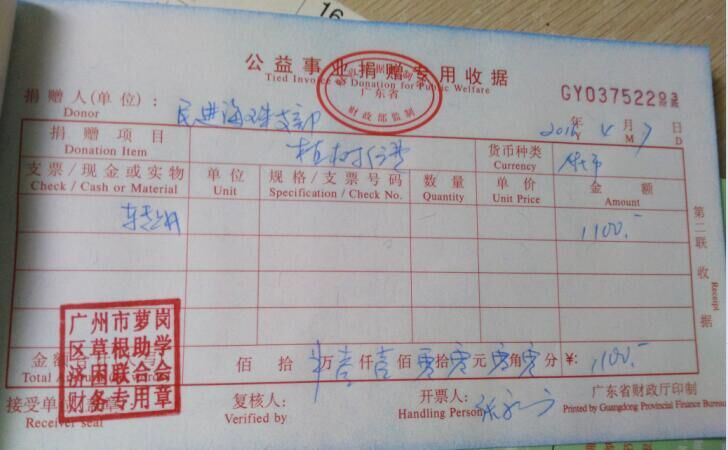 16
公益事业捐赠专用收据
Tied Invoice of Donation for Public Welfare
广东省
财政部监制
GY03752293
捐赠人(单位):
Donor
民进海珠支部
2016 年 4 月 7 日
Y M D
捐赠项目
Donation Item
植树
货币种类
Currency
支票/现金或实物
Check / Cash or Material
单位
Unit
规格/支票号码
Specification / Check No.
数量
Quantity
单价
Unit Price
金额
Amount
1100.-
第二联 收据
Receipt
金额
Total Am
佰 拾 万 壹 仟 壹 佰 零 拾 零 元 零 角 零 分 ¥: 1100.-
广州市萝岗
区草根助学
济困联合会
财务专用章
接受单位
Receiver seal
复核人:
Verified by
开票人:
Handling Person
广东省财政厅印制
Printed by Guangdong Provincial Finance Bureau